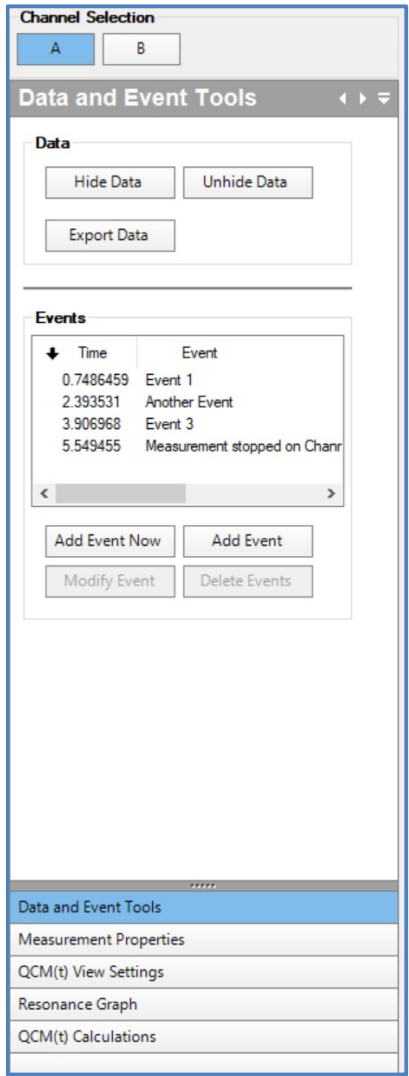 Channel Selection
A B
Data and Event Tools
Data
Hide Data Unhide Data
Export Data
Events
Time Event
0.7486459 Event 1
2.393531 Another Event
3.906968 Event 3
5.549455 Measurement stopped on Chanr
Add Event Now Add Event
Modify Event Delete Events
Data and Event Tools
Measurement Properties
QCM(t) View Settings
Resonance Graph
QCM(t) Calculations